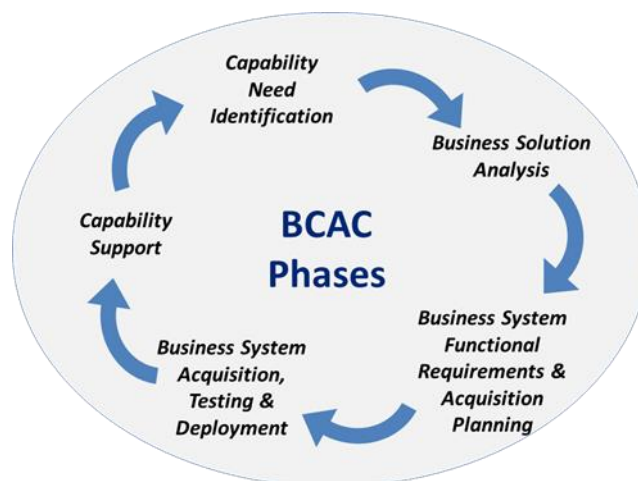 Capability
Need
Identification
Business Solution
Analysis
BCAC
Phases
Capability
Support
Business System
Functional
Requirements &
Acquisition
Planning
Business System
Acquisition,
Testing &
Deployment